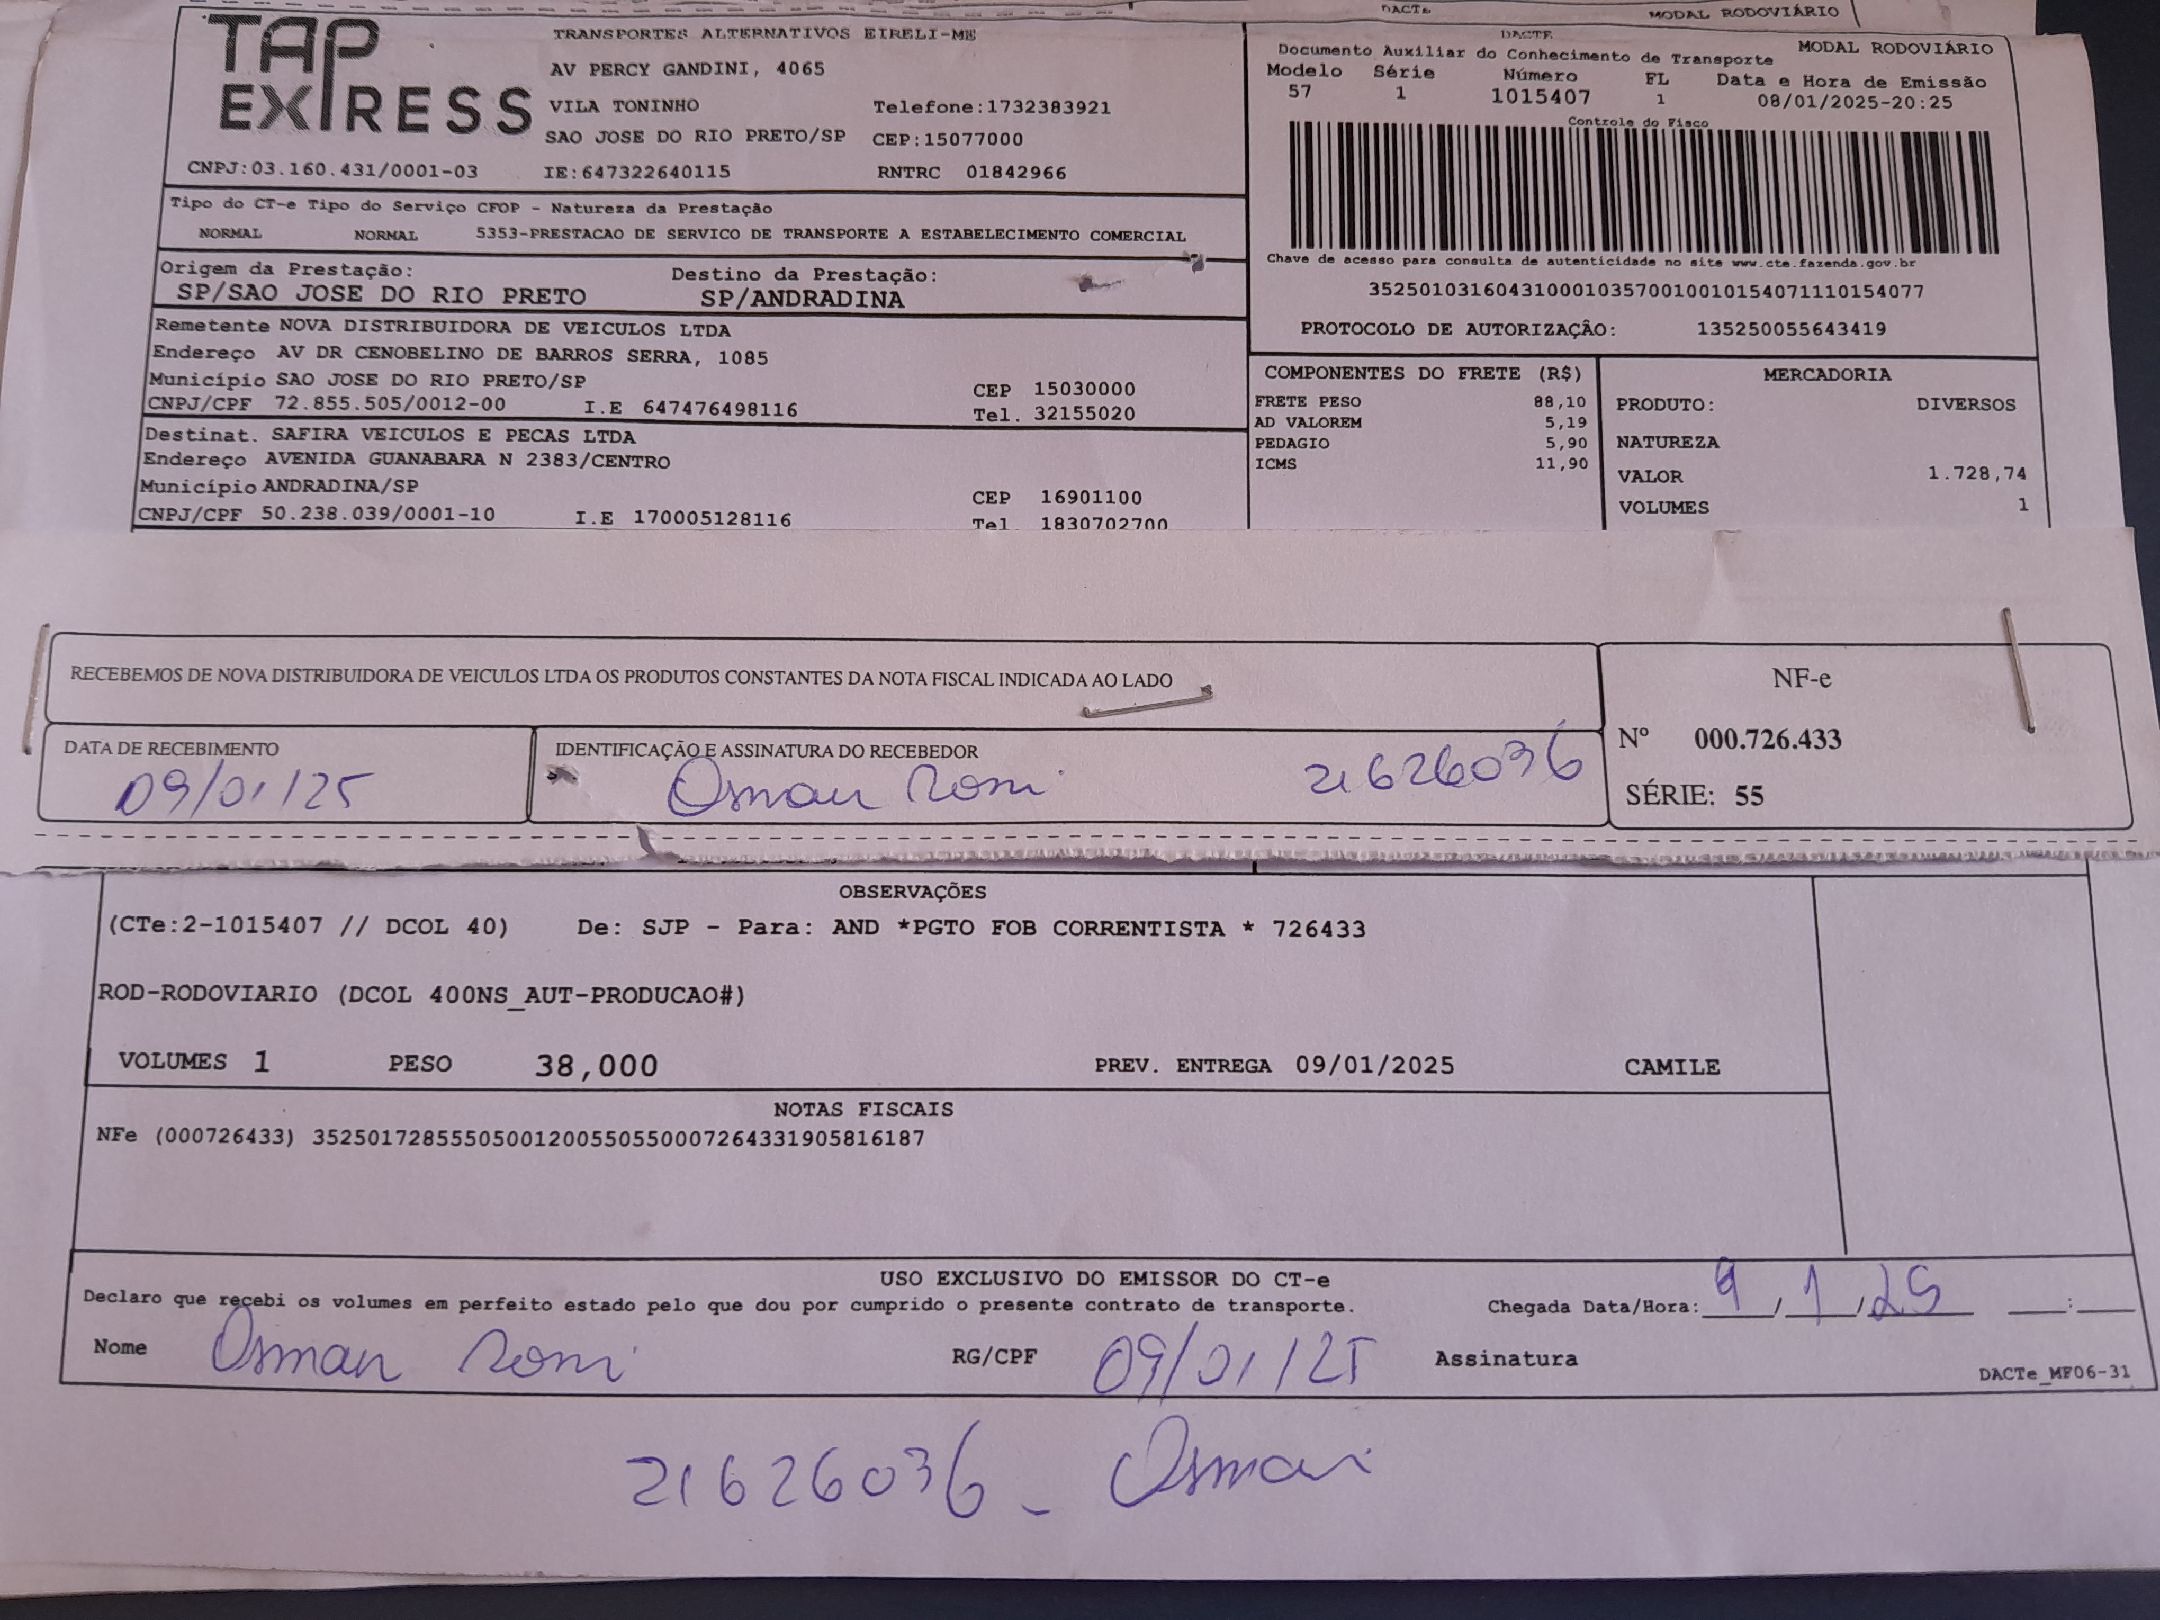 DACTe
MODAL RODOVIÁRIO
TAP EXPRESS
TRANSPORTES ALTERNATIVOS EIRELI-ME
AV PERCY GANDINI, 4065
VILA TONINHO Telefone:1732383921
SAO JOSE DO RIO PRETO/SP CEP:15077000
CNPJ:03.160.431/0001-03 IE:647322640115 RNTRC 01842966
DACTE
Documento Auxiliar do Conhecimento de Transporte MODAL RODOVIÁRIO
Modelo Série Número FL Data e Hora de Emissão
57 1 1015407 1 08/01/2025-20:25
Controle do Fisco
Chave de acesso para consulta de autenticidade no site www.cte.fazenda.gov.br
35250103160431000103570010010154071110154077
PROTOCOLO DE AUTORIZAÇÃO: 135250055643419
Tipo do CT-e Tipo do Serviço CFOP - Natureza da Prestação
NORMAL NORMAL 5353-PRESTACAO DE SERVICO DE TRANSPORTE A ESTABELECIMENTO COMERCIAL
Origem da Prestação: Destino da Prestação:
SP/SAO JOSE DO RIO PRETO SP/ANDRADINA
Remetente NOVA DISTRIBUIDORA DE VEICULOS LTDA
Endereço AV DR CENOBELINO DE BARROS SERRA, 1085
Município SAO JOSE DO RIO PRETO/SP CEP 15030000
CNPJ/CPF 72.855.505/0012-00 I.E 647476498116 Tel. 32155020
Destinat. SAFIRA VEICULOS E PECAS LTDA
Endereço AVENIDA GUANABARA N 2383/CENTRO
Município ANDRADINA/SP CEP 16901100
CNPJ/CPF 50.238.039/0001-10 I.E 170005128116 Tel 1830702700
COMPONENTES DO FRETE (R$)
FRETE PESO 88,10
AD VALOREM 5,19
PEDAGIO 5,90
ICMS 11,90
MERCADORIA
PRODUTO: DIVERSOS
NATUREZA
VALOR 1.728,74
VOLUMES 1
RECEBEMOS DE NOVA DISTRIBUIDORA DE VEICULOS LTDA OS PRODUTOS CONSTANTES DA NOTA FISCAL INDICADA AO LADO
DATA DE RECEBIMENTO
09/01/25
IDENTIFICAÇÃO E ASSINATURA DO RECEBEDOR
Osmar Roni 21626036
NF-e
Nº 000.726.433
SÉRIE: 55
OBSERVAÇÕES
(CTe:2-1015407 // DCOL 40) De: SJP - Para: AND *PGTO FOB CORRENTISTA * 726433
ROD-RODOVIARIO (DCOL 400NS_AUT-PRODUCAO#)
VOLUMES 1 PESO 38,000 PREV. ENTREGA 09/01/2025 CAMILE
NOTAS FISCAIS
NFe (000726433) 35250172855505001200550550007264331905816187
USO EXCLUSIVO DO EMISSOR DO CT-e
Declaro que recebi os volumes em perfeito estado pelo que dou por cumprido o presente contrato de transporte. Chegada Data/Hora: 9 / 1 / 25 __:__
Nome Osmar Roni RG/CPF 09/01/25 Assinatura
DACTe_MF06-31
21626036 - Osmar